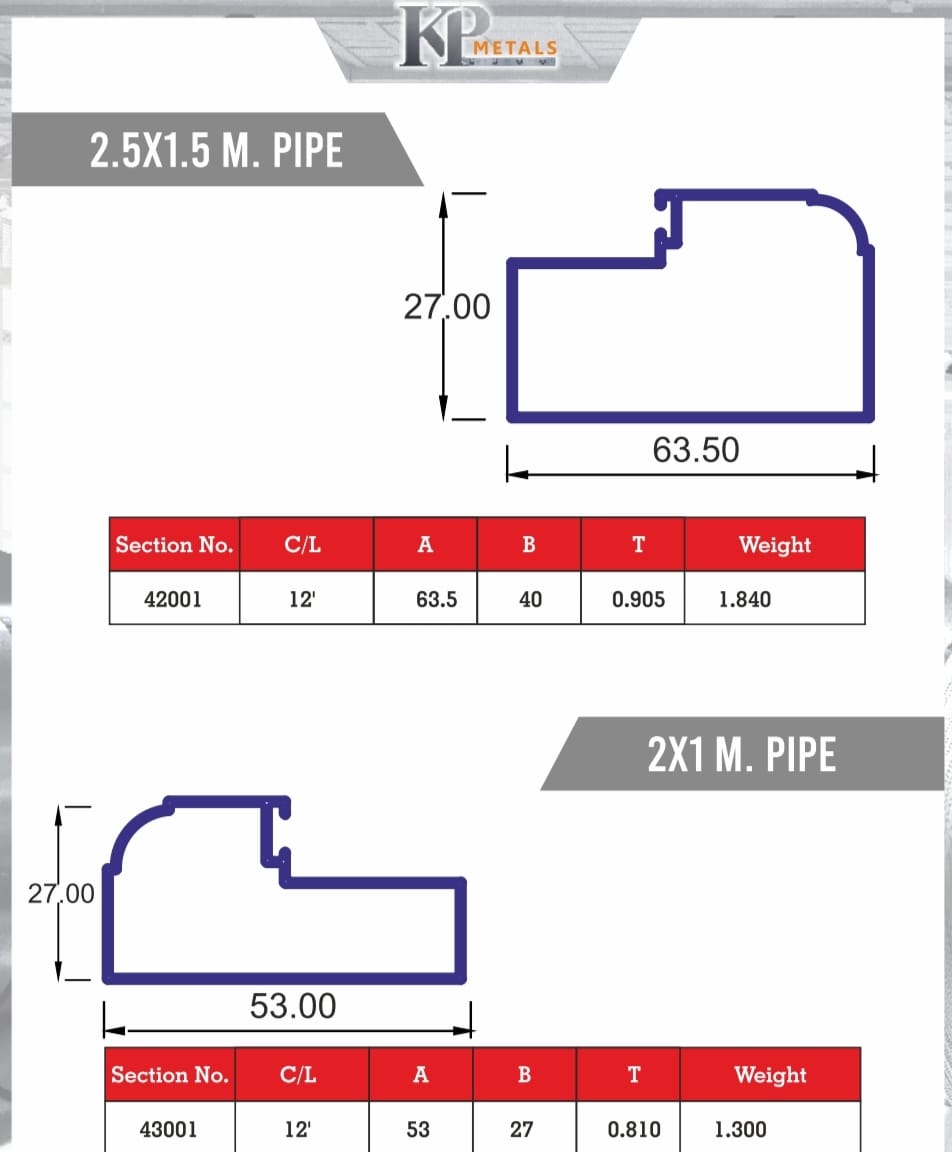 KP METALS
2.5X1.5 M. PIPE
27.00
63.50
Section No. C/L A B T Weight
42001 12' 63.5 40 0.905 1.840
2X1 M. PIPE
27.00
53.00
Section No. C/L A B T Weight
43001 12' 53 27 0.810 1.300